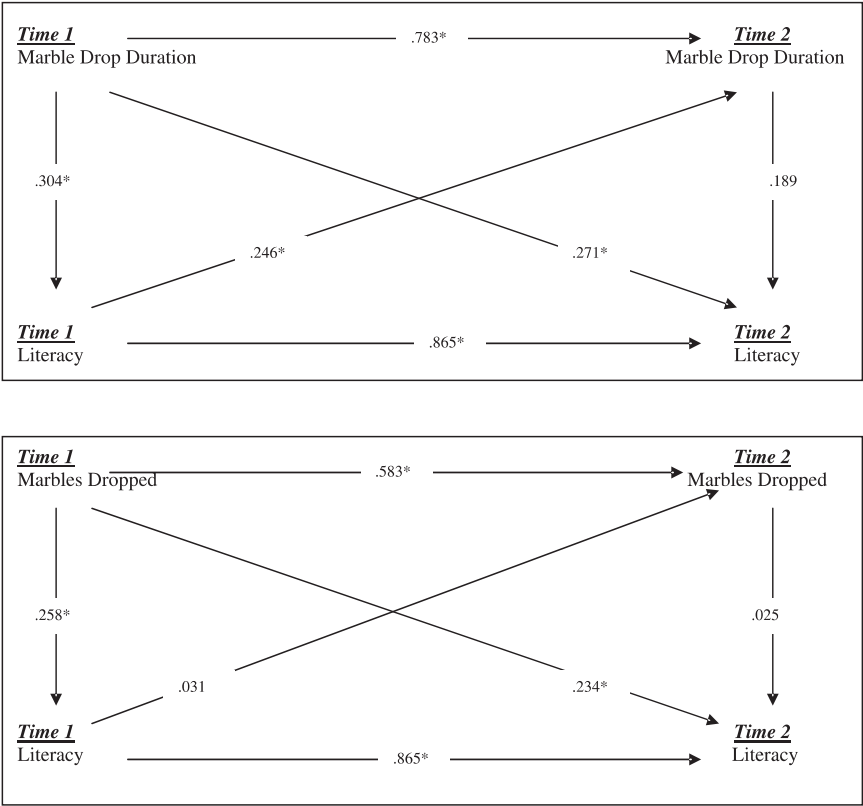 Time 1
Marble Drop Duration
.783*
Time 2
Marble Drop Duration
.304*
.189
.246*
.271*
Time 1
Literacy
.865*
Time 2
Literacy
Time 1
Marbles Dropped
.583*
Time 2
Marbles Dropped
.258*
.025
.031
.234*
Time 1
Literacy
.865*
Time 2
Literacy